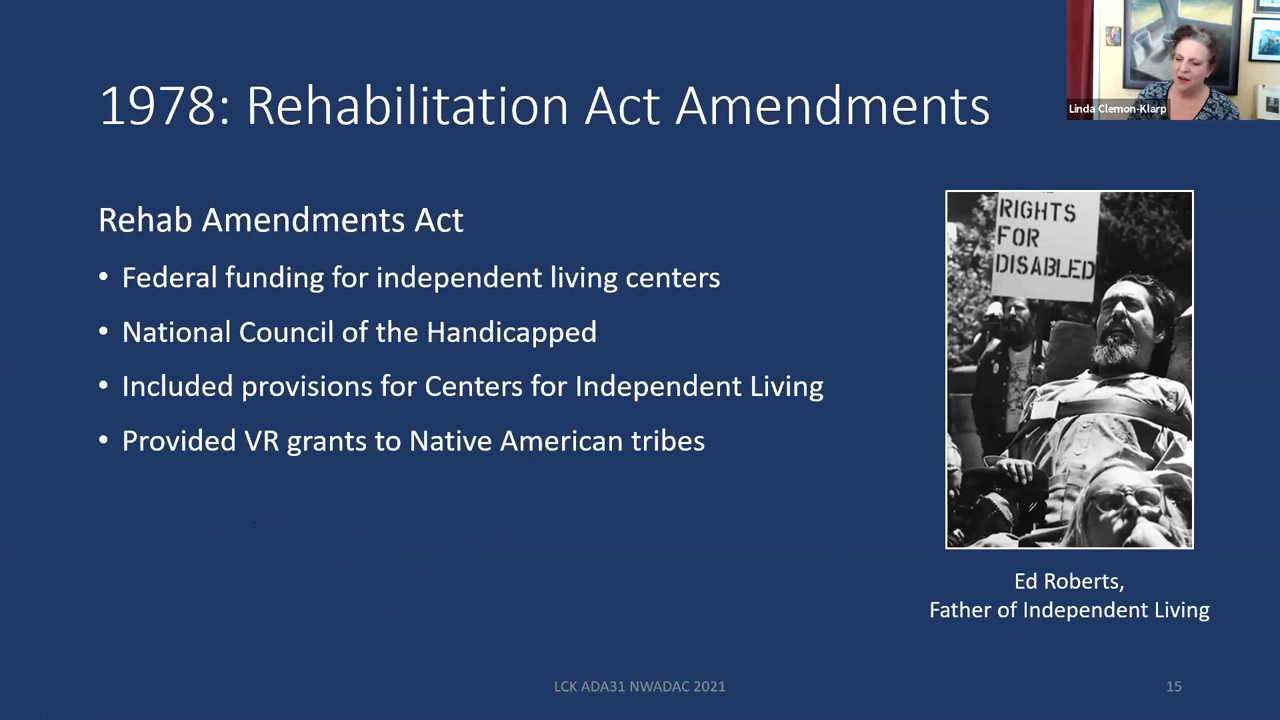 1978: Rehabilitation Act Amendments
Linda Clemon-Klarp
Rehab Amendments Act
• Federal funding for independent living centers
• National Council of the Handicapped
• Included provisions for Centers for Independent Living
• Provided VR grants to Native American tribes
RIGHTS
FOR
DISABLED
Ed Roberts,
Father of Independent Living
LCK ADA31 NWADAC 2021
15